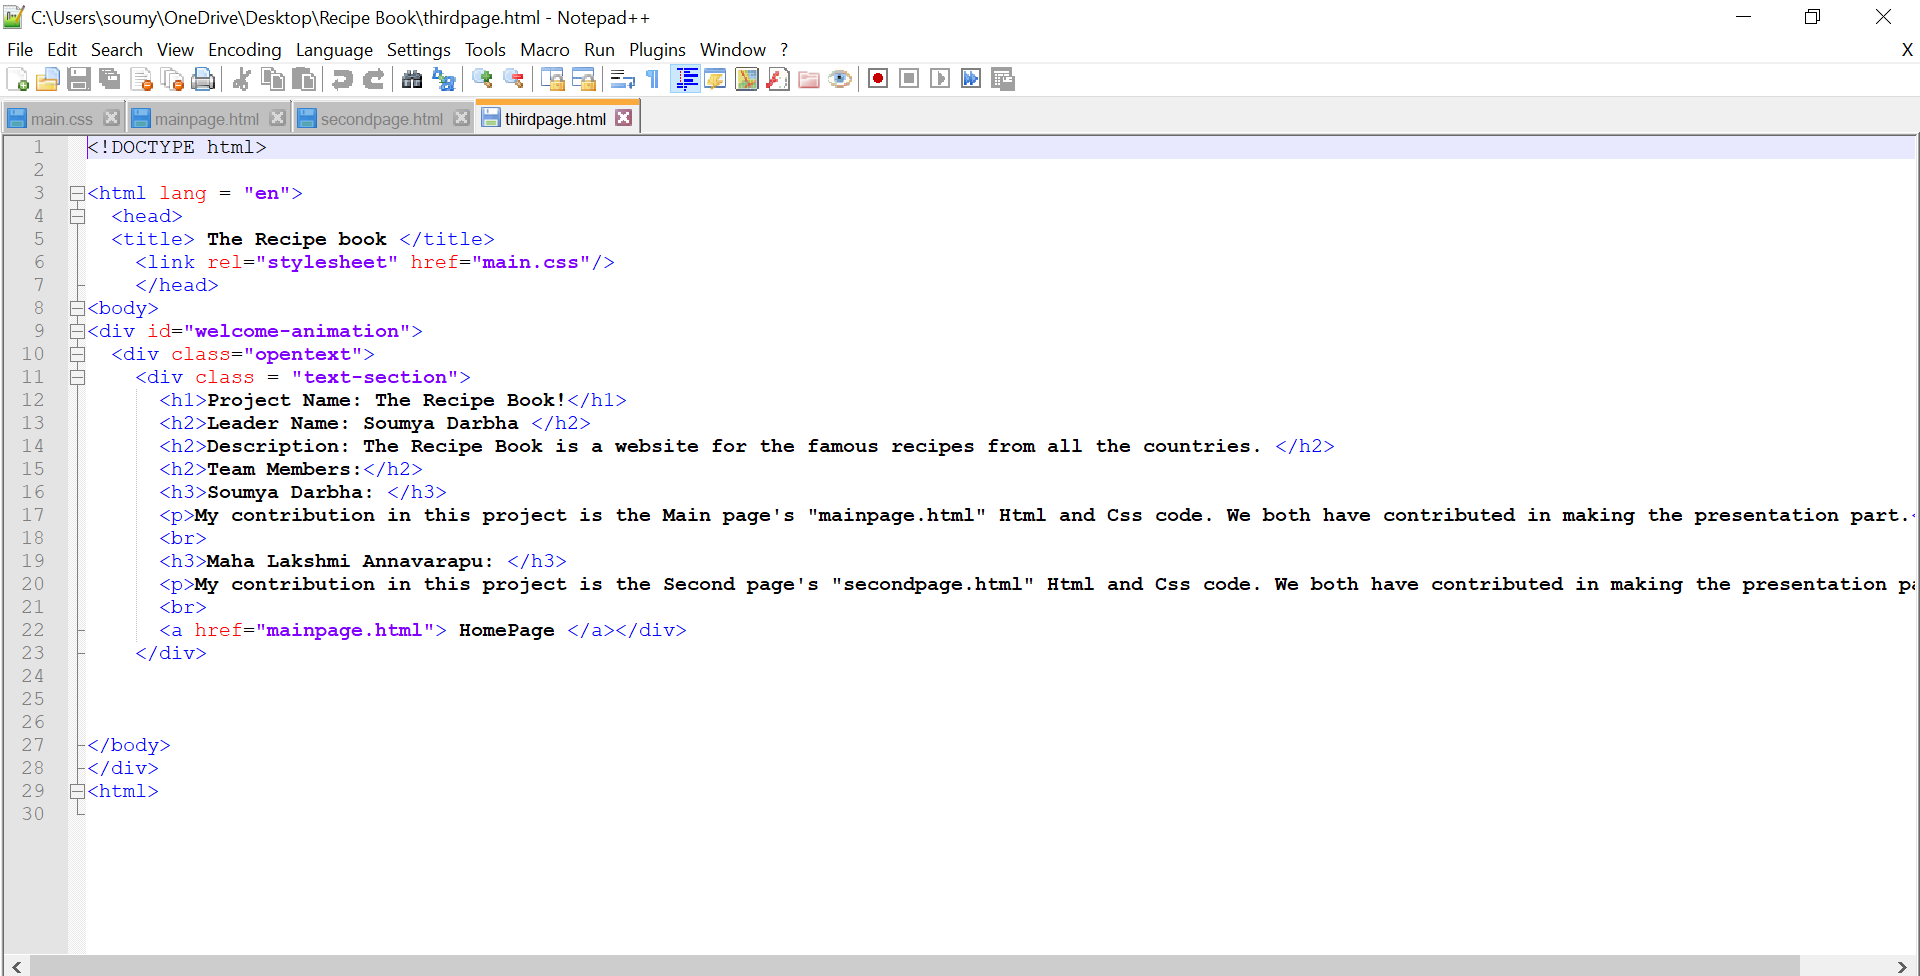 C:\Users\soumy\OneDrive\Desktop\Recipe Book\thirdpage.html - Notepad++
File Edit Search View Encoding Language Settings Tools Macro Run Plugins Window ? X
main.css mainpage.html secondpage.html thirdpage.html
1 <!DOCTYPE html>
2
3 <html lang = "en">
4 <head>
5 <title> The Recipe book </title>
6 <link rel="stylesheet" href="main.css"/>
7 </head>
8 <body>
9 <div id="welcome-animation">
10 <div class="opentext">
11 <div class = "text-section">
12 <h1>Project Name: The Recipe Book!</h1>
13 <h2>Leader Name: Soumya Darbha </h2>
14 <h2>Description: The Recipe Book is a website for the famous recipes from all the countries. </h2>
15 <h2>Team Members:</h2>
16 <h3>Soumya Darbha: </h3>
17 <p>My contribution in this project is the Main page's "mainpage.html" Html and Css code. We both have contributed in making the presentation part.<
18 <br>
19 <h3>Maha Lakshmi Annavarapu: </h3>
20 <p>My contribution in this project is the Second page's "secondpage.html" Html and Css code. We both have contributed in making the presentation
21 <br>
22 <a href="mainpage.html"> HomePage </a></div>
23 </div>
24
25
26
27 </body>
28 </div>
29 <html>
30